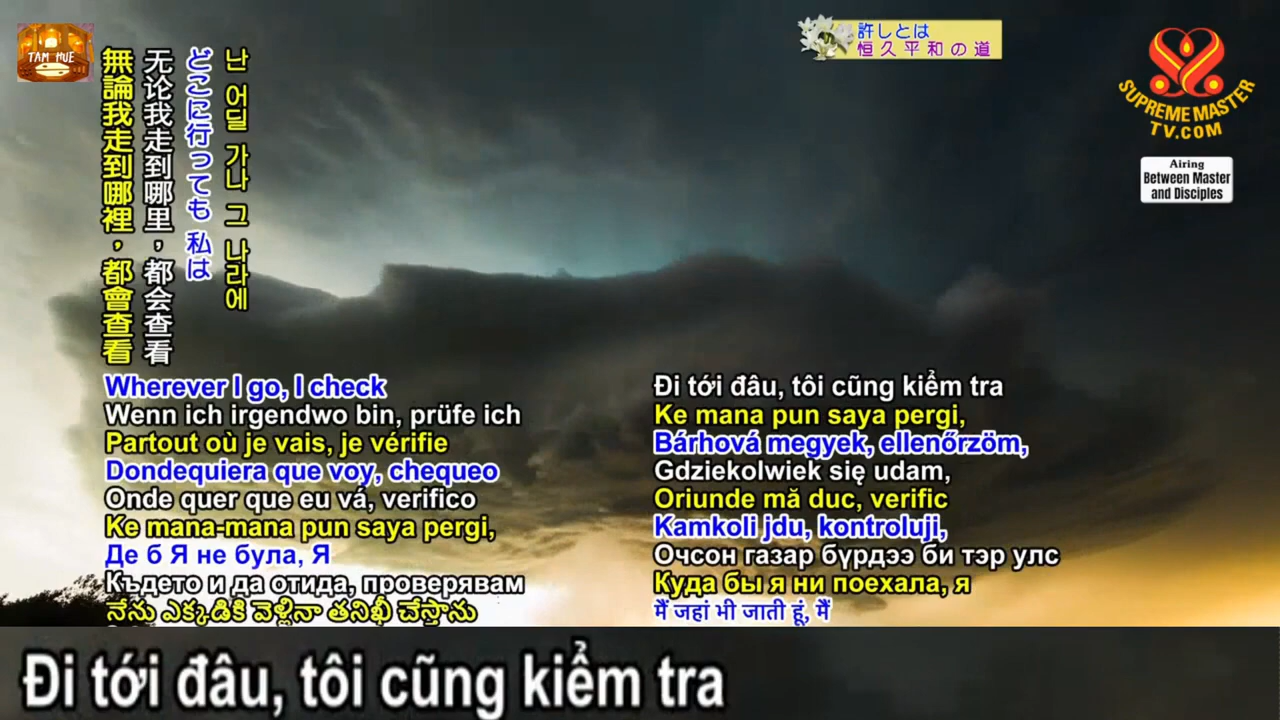 TAM HUE
許しとは
恒久平和の道
SUPREME MASTER
TV.COM
Airing
Between Master
and Disciples
난 어딜 가나 그 나라에
どこに行っても 私は
无论我走到哪里，都会查看
無論我走到哪裡，都會查看
Wherever I go, I check
Wenn ich irgendwo bin, prüfe ich
Partout où je vais, je vérifie
Dondequiera que voy, chequeo
Onde quer que eu vá, verifico
Ke mana-mana pun saya pergi,
Де б Я не була, Я
Където и да отида, проверявам
నేను ఎక్కడికి వెళ్లినా తనిఖీ చేస్తాను
Đi tới đâu, tôi cũng kiểm tra
Ke mana pun saya pergi,
Bárhová megyek, ellenőrzöm,
Gdziekolwiek się udam,
Oriunde mă duc, verific
Kamkoli jdu, kontroluji,
Очсон газар бүрдээ би тэр улс
Куда бы я ни поехала, я
मैं जहां भी जाती हूं, मैं
Đi tới đâu, tôi cũng kiểm tra